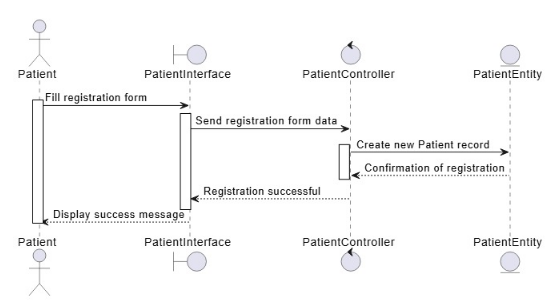 Patient
PatientInterface
PatientController
PatientEntity
Fill registration form
Send registration form data
Create new Patient record
Confirmation of registration
Registration successful
Display success message
Patient
PatientInterface
PatientController
PatientEntity